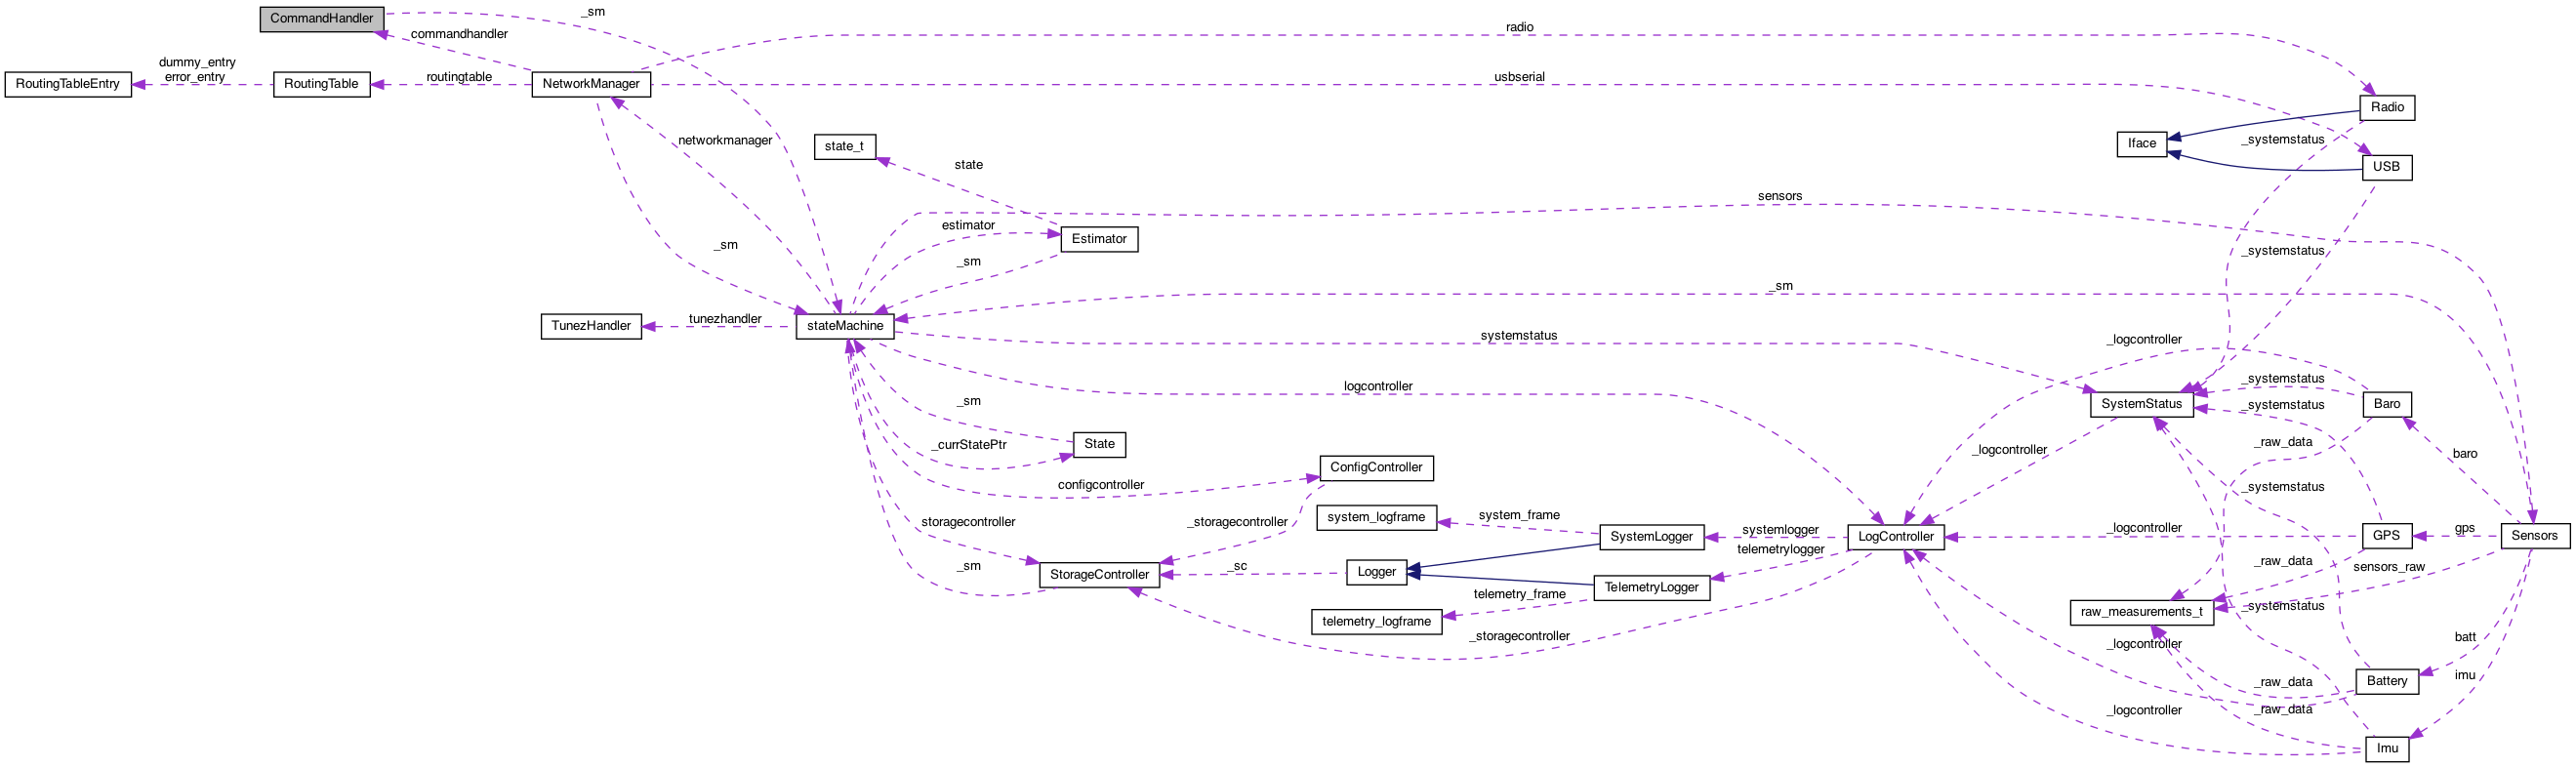 CommandHandler
_sm
commandhandler
radio
dummy_entry
error_entry
RoutingTableEntry
RoutingTable
routingtable
NetworkManager
usbserial
Radio
networkmanager
state_t
state
Iface
_systemstatus
USB
sensors
_sm
estimator
Estimator
_sm
_systemstatus
_sm
TunezHandler
tunezhandler
stateMachine
systemstatus
_logcontroller
logcontroller
_systemstatus
_sm
SystemStatus
_systemstatus
Baro
_currStatePtr
State
_logcontroller
_raw_data
baro
ConfigController
configcontroller
_systemstatus
storagecontroller
_storagecontroller
system_logframe
system_frame
SystemLogger
systemlogger
LogController
_logcontroller
GPS
gps
Sensors
telemetrylogger
_sm
StorageController
_sc
Logger
_raw_data
sensors_raw
TelemetryLogger
telemetry_frame
telemetry_logframe
raw_measurements_t
_systemstatus
_storagecontroller
_logcontroller
batt
_raw_data
Battery
imu
_logcontroller
_raw_data
Imu